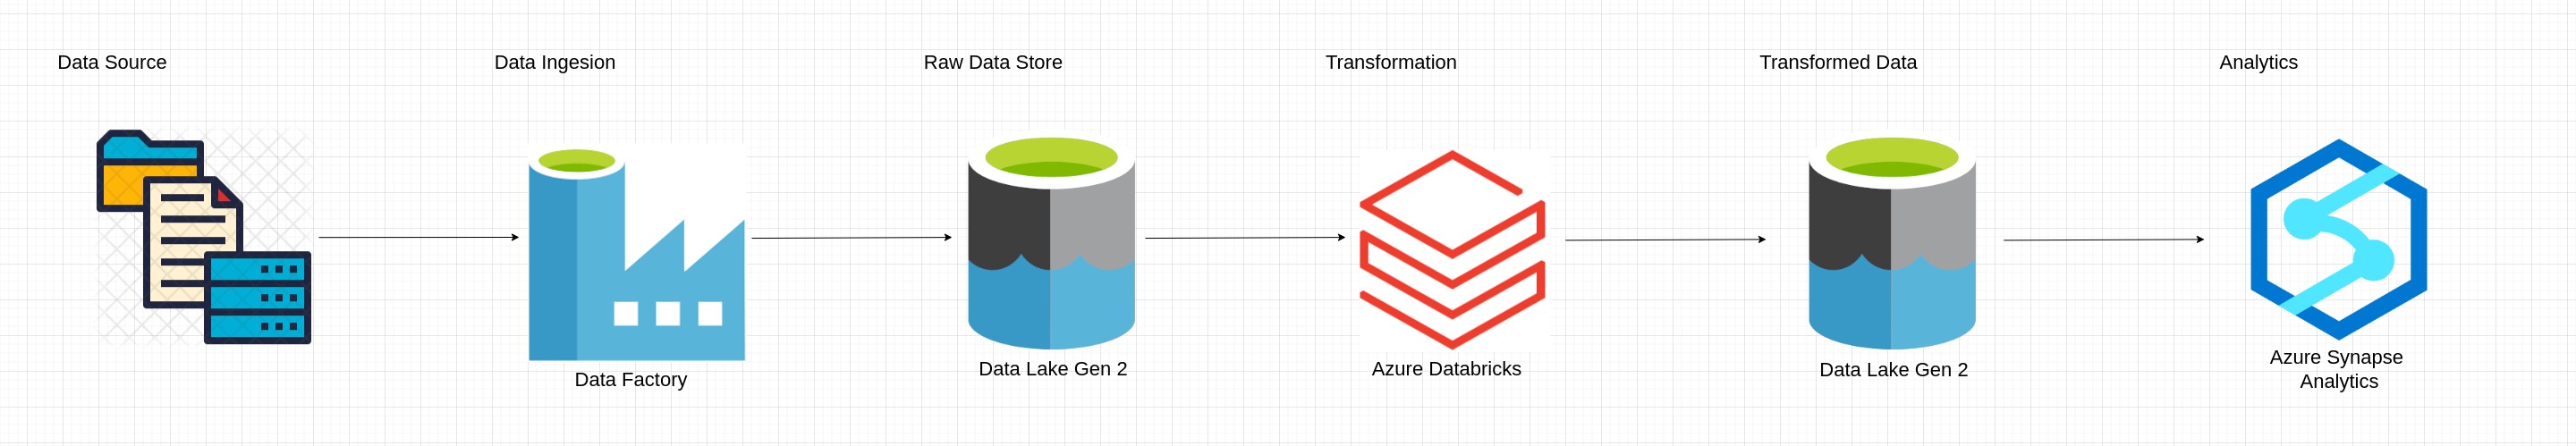 Data Source
Data Ingesion
Raw Data Store
Transformation
Transformed Data
Analytics
Data Factory
Data Lake Gen 2
Azure Databricks
Data Lake Gen 2
Azure Synapse
Analytics